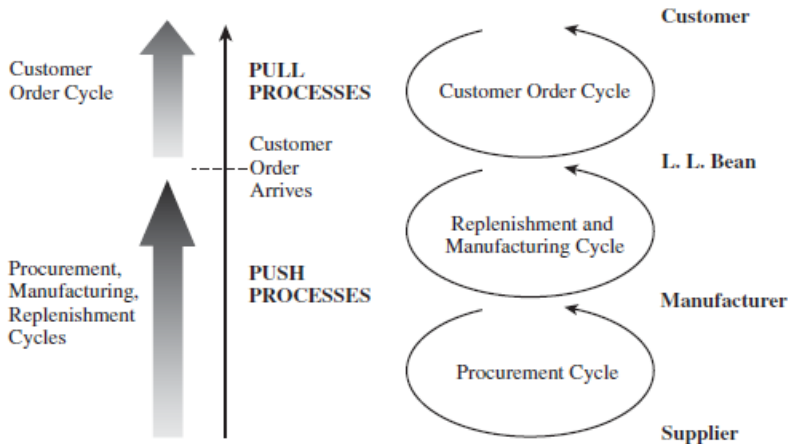 Customer
Order Cycle
PULL
PROCESSES
Customer
Order
Arrives
Procurement,
Manufacturing,
Replenishment
Cycles
PUSH
PROCESSES
Customer
Customer Order Cycle
L. L. Bean
Replenishment and
Manufacturing Cycle
Manufacturer
Procurement Cycle
Supplier